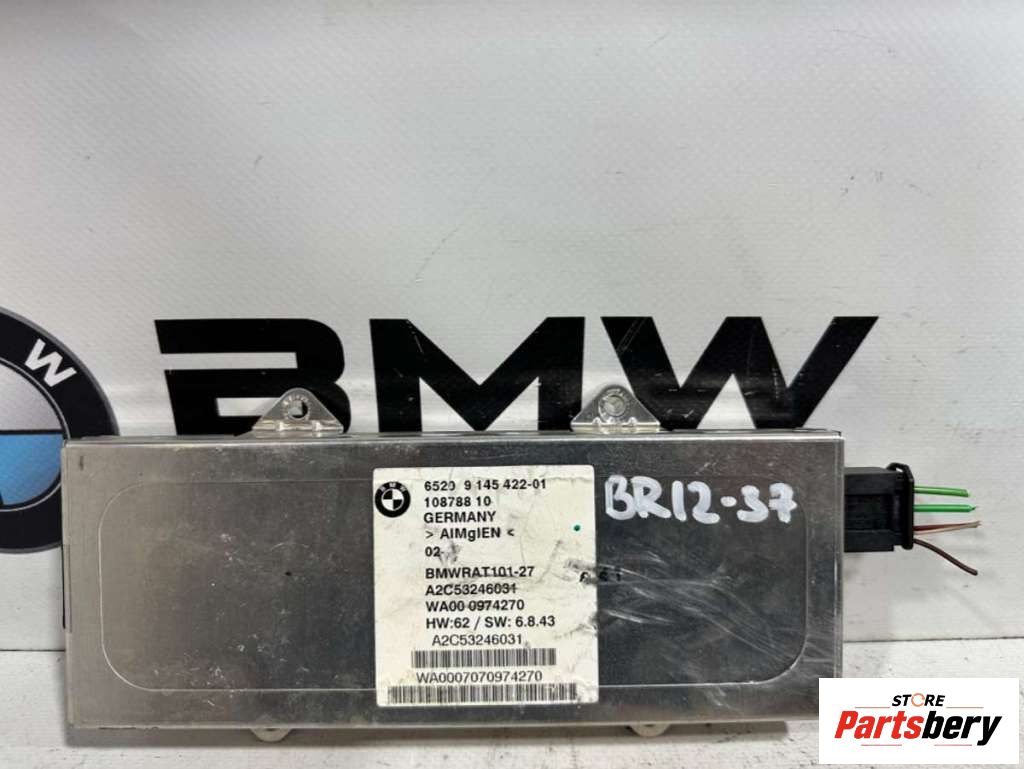 W
BMW
6520 9 145 422-01
108788 10
GERMANY
> AlMgIEN <
02-
BMWRAT101-27
A2C53246031
WA00 0974270
HW:62 / SW: 6.8.43
A2C53246031
WA0007070974270
BR12-37
STORE
Partsbery